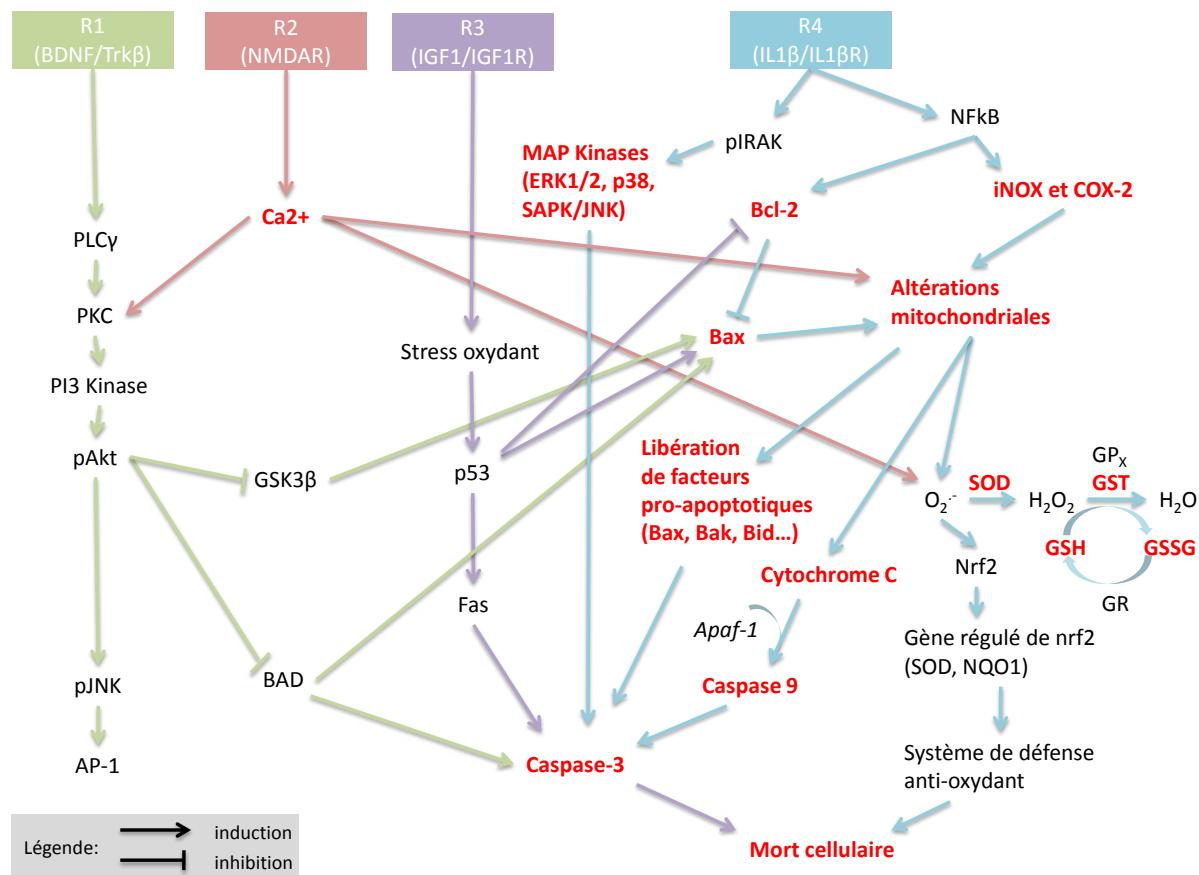 R1
(BDNF/Trkβ)
R2
(NMDAR)
R3
(IGF1/IGF1R)
R4
(IL1β/IL1βR)
NFkB
pIRAK
MAP Kinases
(ERK1/2, p38,
SAPK/JNK)
iNOX et COX-2
Bcl-2
Ca2+
PLCγ
PKC
Altérations
mitochondriales
Bax
Stress oxydant
PI3 Kinase
pAkt
GSK3β
p53
Libération
de facteurs
pro-apoptotiques
(Bax, Bak, Bid...)
O₂·⁻
SOD
H₂O₂
GPX
GST
H₂O
GSH
GSSG
GR
Cytochrome C
Nrf2
Fas
Apaf-1
Gène régulé de nrf2
(SOD, NQO1)
pJNK
BAD
Caspase 9
AP-1
Caspase-3
Système de défense
anti-oxydant
Mort cellulaire
Légende:
induction
inhibition